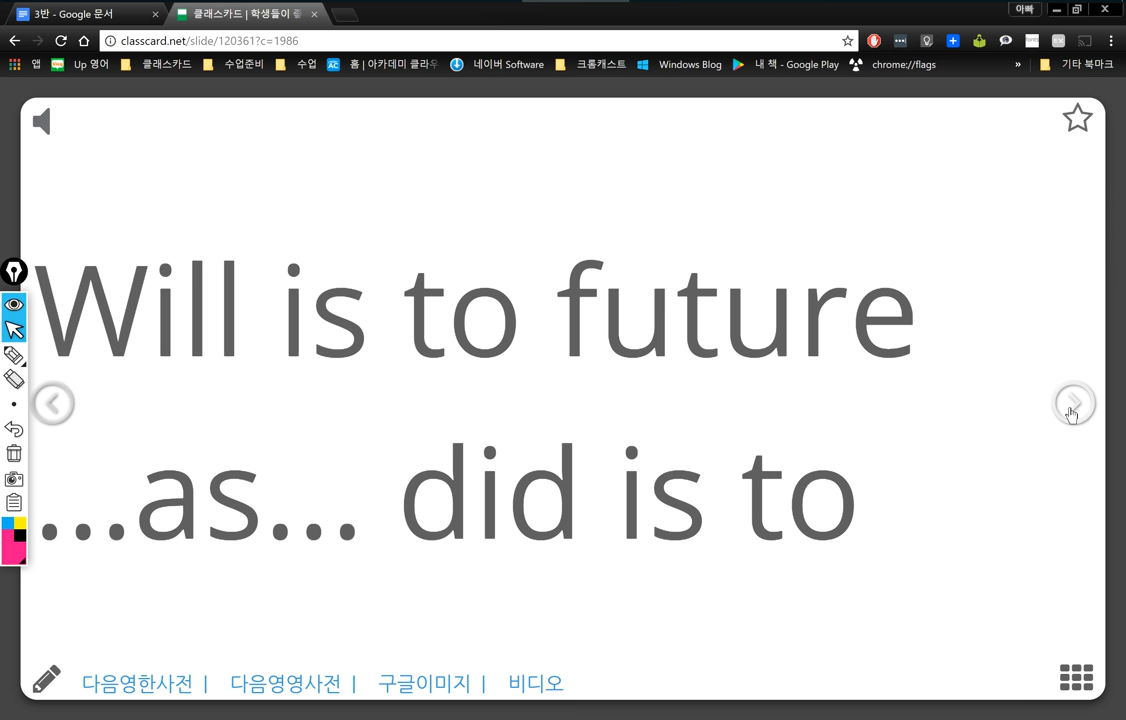 3반 - Google 문서
클래스카드 | 학생들이
아빠
classcard.net/slide/120361?c=1986
앱
Up 영어
클래스카드
수업준비
수업
홈 | 아카데미 클라우
네이버 Software
크롬캐스트
Windows Blog
내 책 - Google Play
chrome://flags
»
기타 북마크
Will is to future
...as... did is to
다음영한사전 |
다음영영사전 |
구글이미지 |
비디오